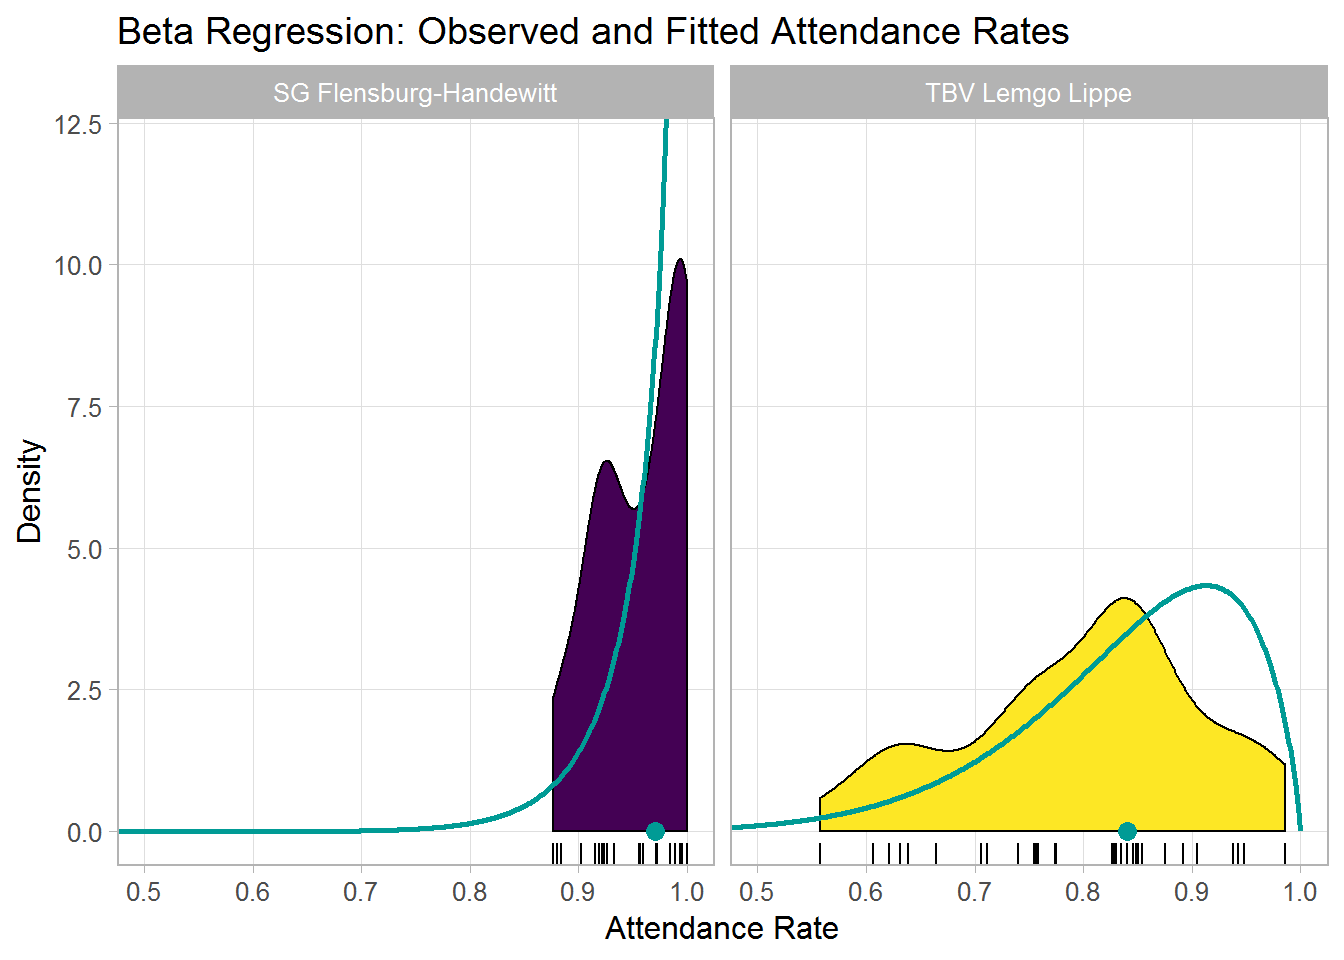 Beta Regression: Observed and Fitted Attendance Rates
SG Flensburg-Handewitt
TBV Lemgo Lippe
12.5
10.0
7.5
5.0
2.5
0.0
Density
0.5 0.6 0.7 0.8 0.9 1.0
0.5 0.6 0.7 0.8 0.9 1.0
Attendance Rate